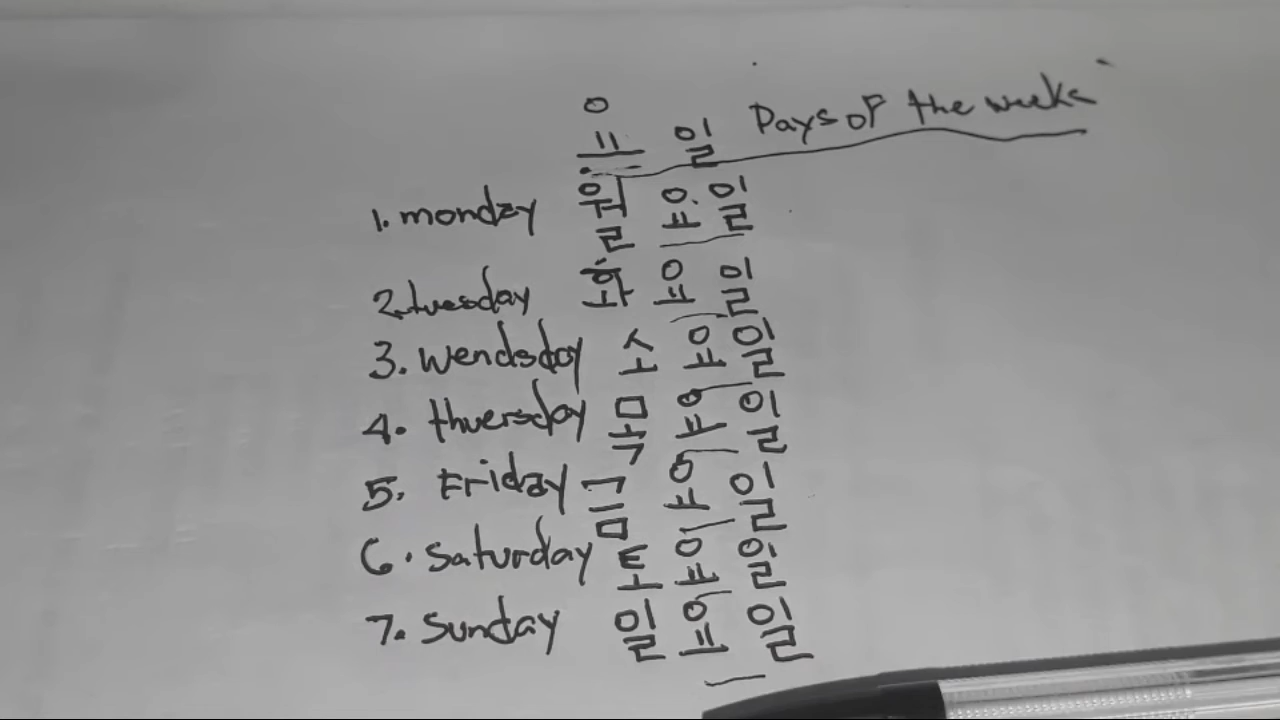 요일 Days of the weeks
1. monday 월요일
2. tuesday 화요일
3. Wendsday 소요일
4. thuersday 목요일
5. Friday 금요일
6. Saturday 토요일
7. Sunday 일요일